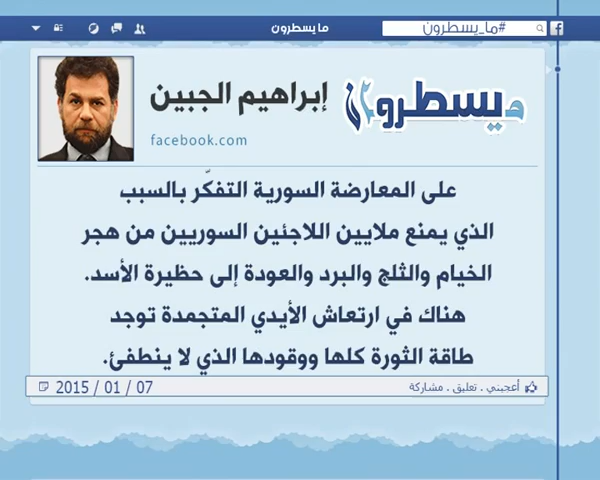 ما يسطرون
#ما_يسطرون
ما يسطرون
إبراهيم الجبين
facebook.com
على المعارضة السورية التفكّر بالسبب
الذي يمنع ملايين اللاجئين السوريين من هجر
الخيام والثلج والبرد والعودة إلى حظيرة الأسد.
هناك في ارتعاش الأيدي المتجمدة توجد
طاقة الثورة كلها ووقودها الذي لا ينطفئ.
أعجبني . تعليق . مشاركة
2015 / 01 / 07